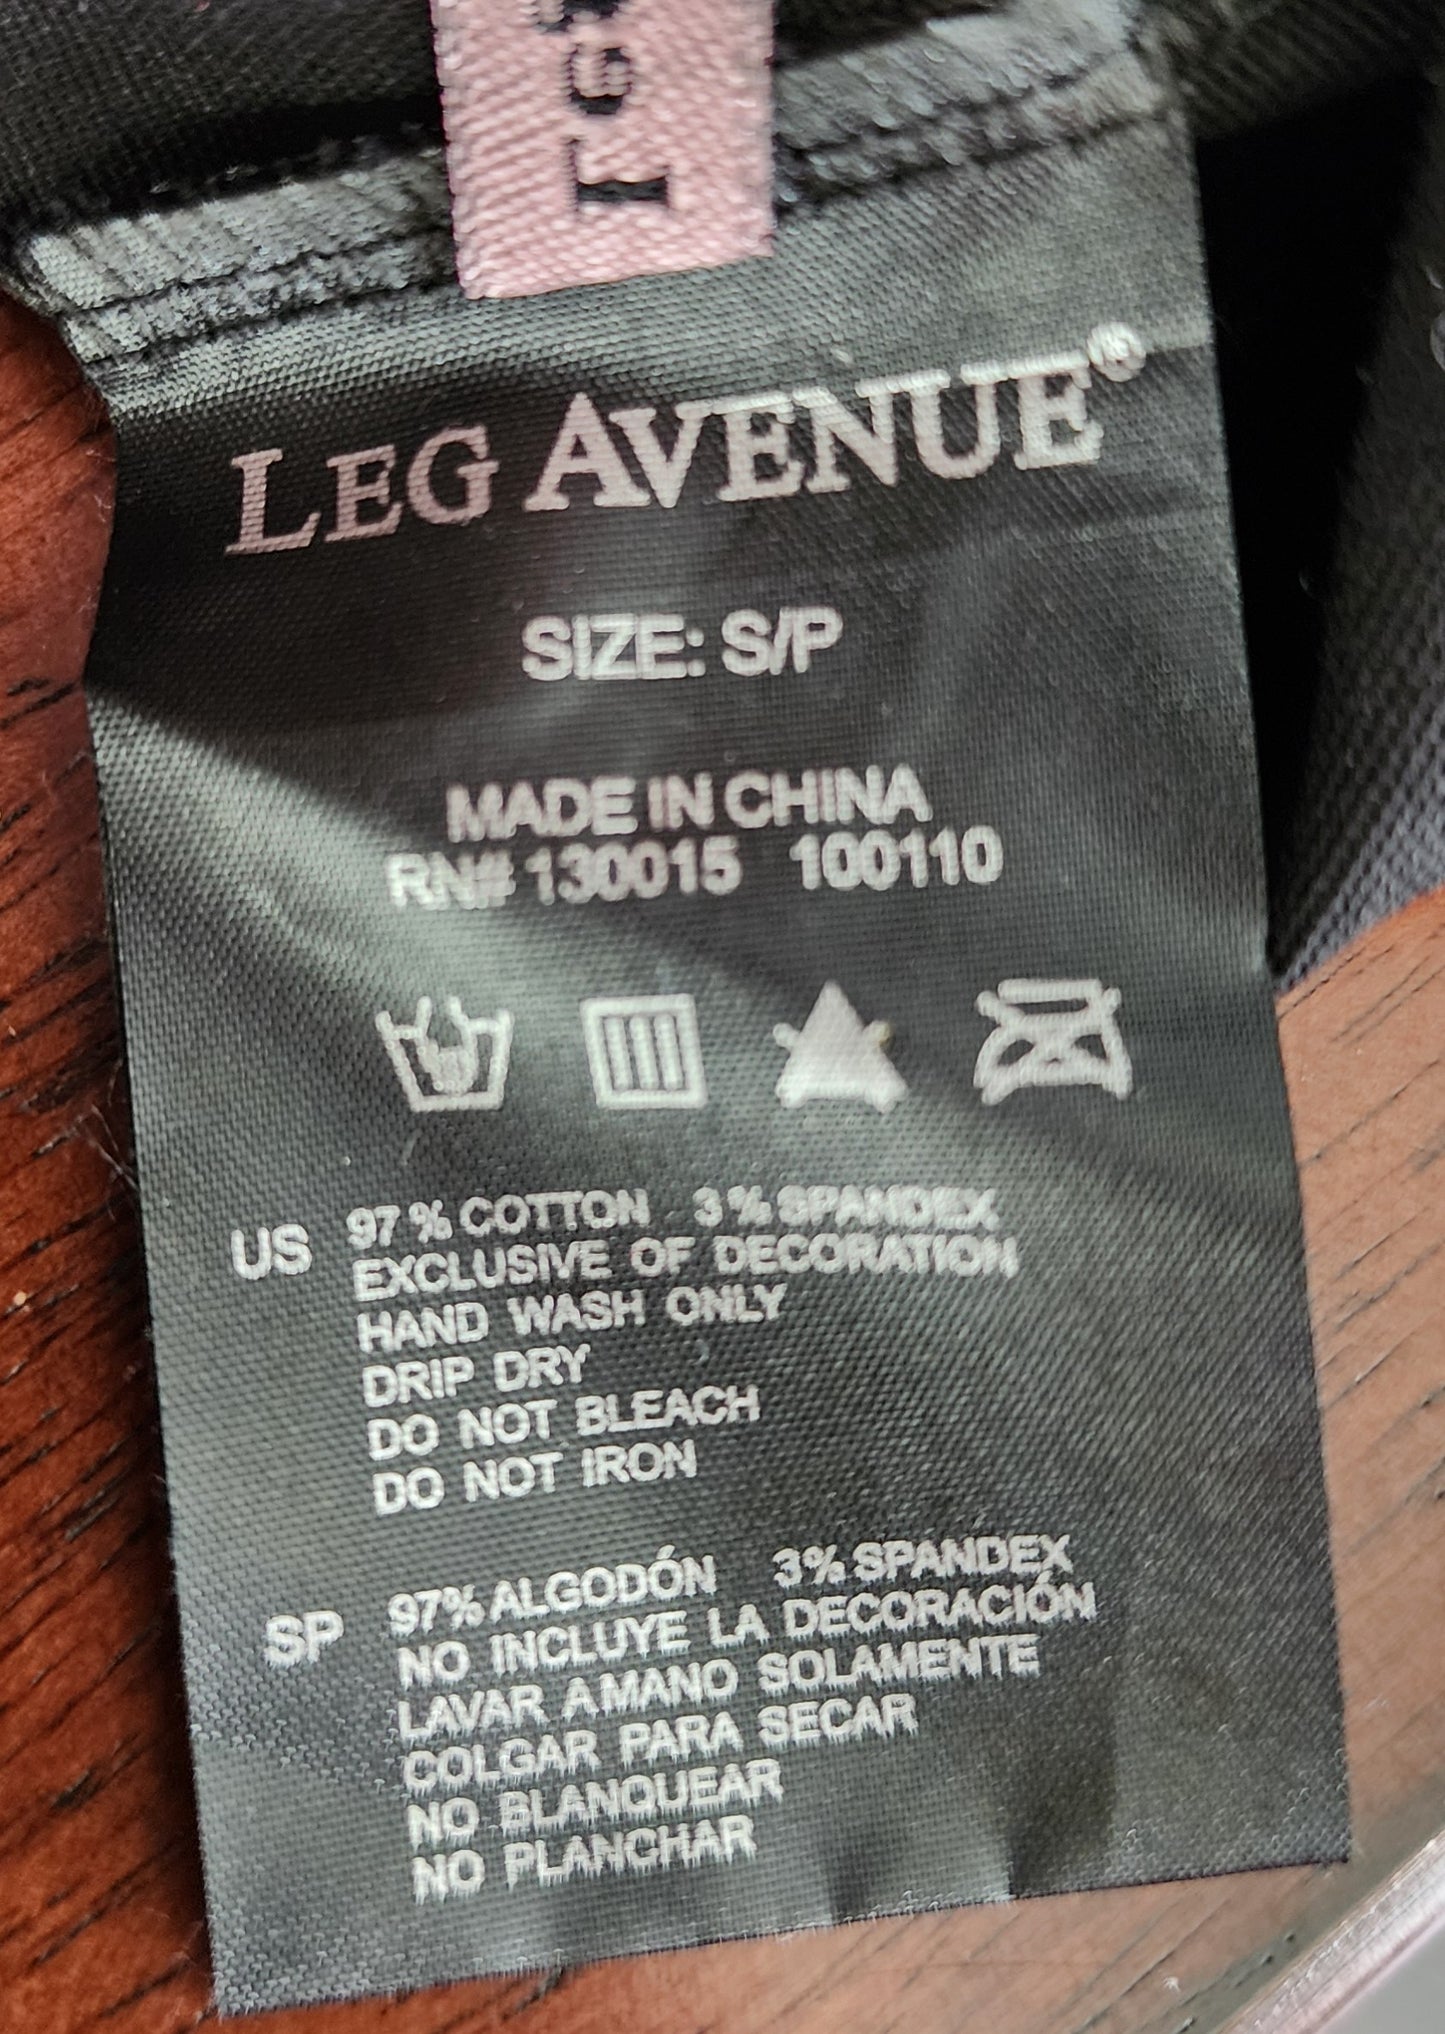 LEG AVENUE®
SIZE: S/P
MADE IN CHINA
RN# 130015 100110
US
97% COTTON 3% SPANDEX
EXCLUSIVE OF DECORATION
HAND WASH ONLY
DRIP DRY
DO NOT BLEACH
DO NOT IRON
SP
97% ALGODÓN 3% SPANDEX
NO INCLUYE LA DECORACIÓN
LAVAR A MANO SOLAMENTE
COLGAR PARA SECAR
NO BLANQUEAR
NO PLANCHAR